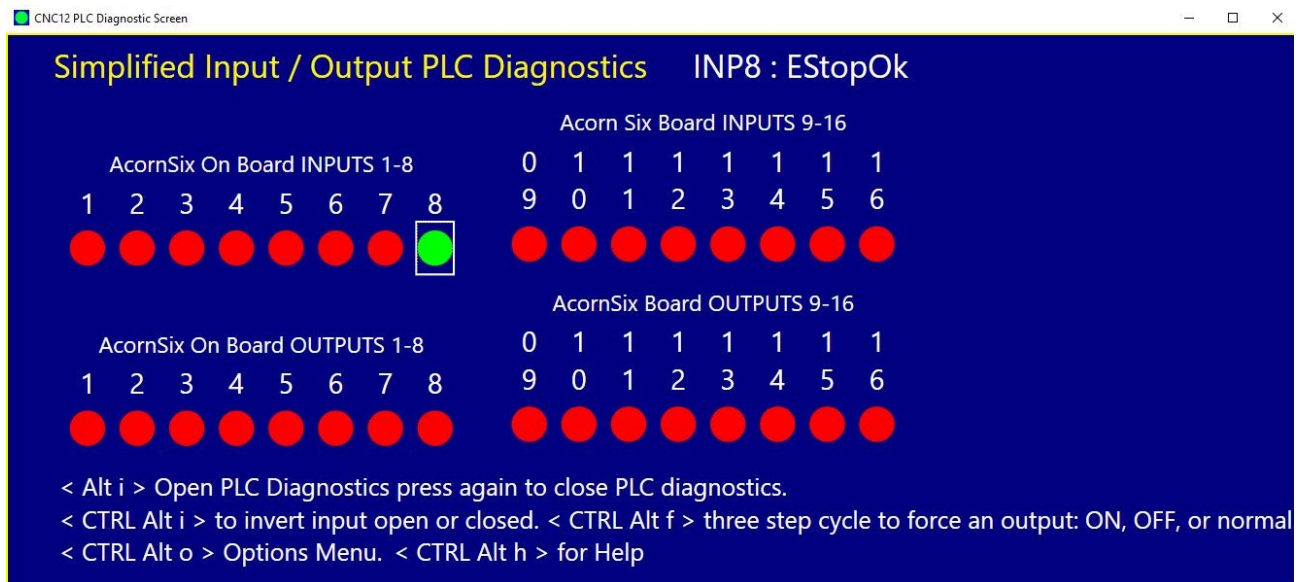 CNC12 PLC Diagnostic Screen
Simplified Input / Output PLC Diagnostics INP8 : EStopOk
AcornSix On Board INPUTS 1-8
1 2 3 4 5 6 7 8
Acorn Six Board INPUTS 9-16
0 1 1 1 1 1 1 1
9 0 1 2 3 4 5 6
AcornSix On Board OUTPUTS 1-8
1 2 3 4 5 6 7 8
AcornSix Board OUTPUTS 9-16
0 1 1 1 1 1 1 1
9 0 1 2 3 4 5 6
< Alt i > Open PLC Diagnostics press again to close PLC diagnostics.
< CTRL Alt i > to invert input open or closed. < CTRL Alt f > three step cycle to force an output: ON, OFF, or normal
< CTRL Alt o > Options Menu. < CTRL Alt h > for Help